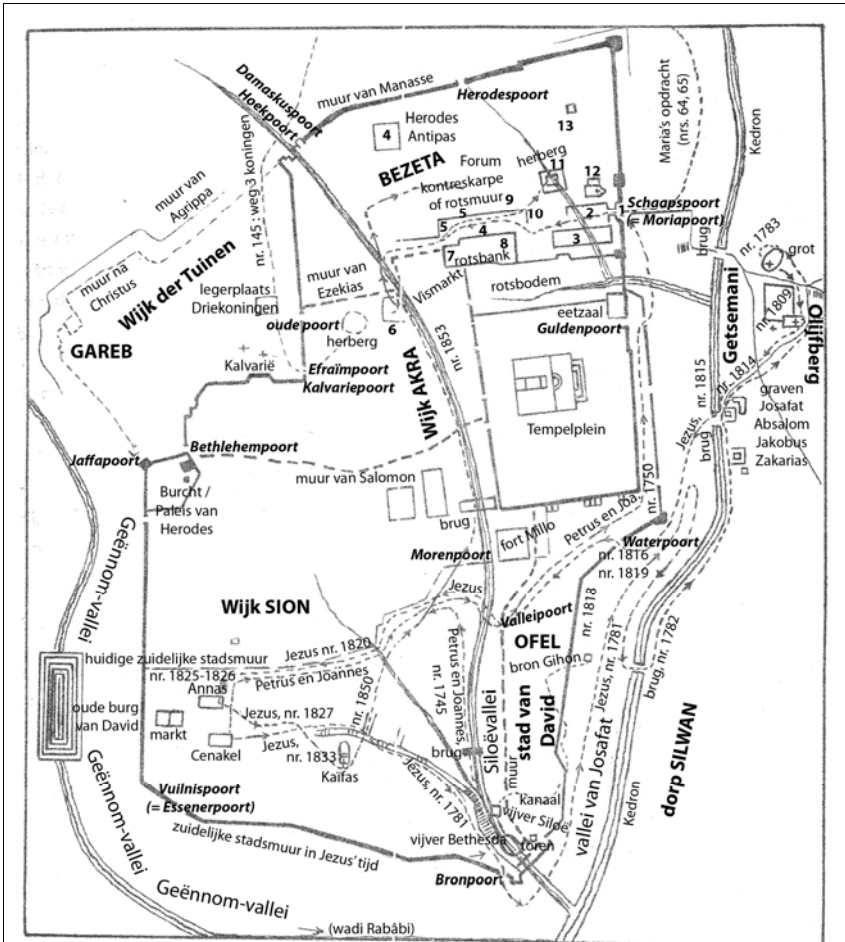 Damaskuspoort
Hoekpoort
muur van Manasse
Herodespoort
Maria's opdracht
(nrs. 64, 65)
Kedron
4
Herodes
Antipas
13
BEZETA
Forum
herberg
11
12
kontreskarpe
of rotsmuur
9
5
5
4
10
2
1
Schaapspoort
(= Moriapoort)
3
8
7
rotsbank
rotsbodem
brug
nr. 1783
grot
nr. 1809
Olijfberg
Getsemani
muur van
Agrippa
nr. 145 : weg 3 koningen
muur na
Christus
Wijk der Tuinen
legerplaats
Driekoningen
muur van
Ezekias
Vismarkt
6
oude poort
herberg
GAREB
Kalvarië
Efraïmpoort
Kalvariepoort
eetzaal
Guldenpoort
nr. 1853
Wijk AKRA
Tempelplein
nr. 1815
Jezus, nr. 1814
graven
Josafat
Absalom
Jakobus
Zakarias
brug
Jaffapoort
Bethlehempoort
Burcht /
Paleis van
Herodes
muur van Salomon
brug
fort Millo
Petrus en Joa.
nr. 1750
Morenpoort
Waterpoort
nr. 1816
nr. 1819
Geënnom-vallei
Wijk SION
Jezus
Valleipoort
OFEL
nr. 1818
bron Gihon
Jezus, nr. 1781
brug, nr. 1782
huidige zuidelijke stadsmuur
Jezus nr. 1820
nr. 1825-1826
Petrus en Joannes
Annas
oude burg
van David
markt
Jezus, nr. 1827
nr. 1850
Petrus en Joannes,
nr. 1745
Siloëvallei
stad van
David
vallei van Josafat
dorp SILWAN
Cenakel
Jezus,
nr. 1833
Kaïfas
brug
muur
Jezus, nr. 1781
kanaal
vijver Siloë
Kedron
Vuilnispoort
(= Essenerpoort)
Geënnom-vallei
zuidelijke stadsmuur in Jezus' tijd
vijver Bethesda
toren
Bronpoort
Geënnom-vallei
(wadi Rabâbi)